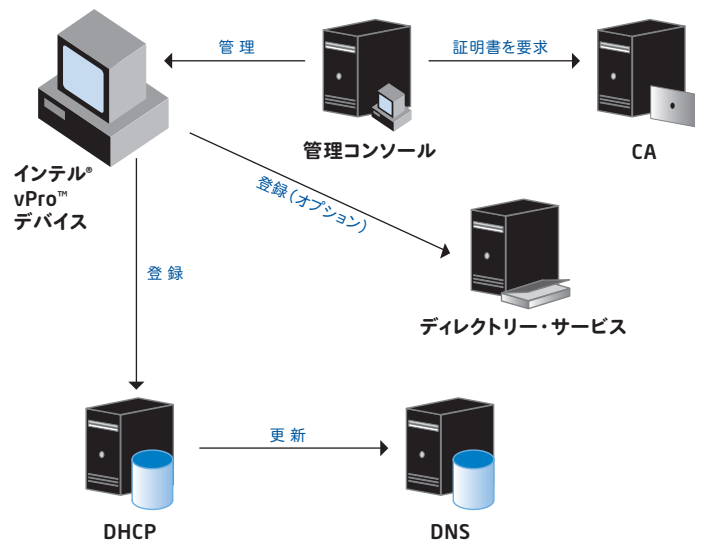 管理
証明書を要求
管理コンソール
CA
インテル®
vPro™
デバイス
登録(オプション)
登録
ディレクトリー・サービス
更新
DHCP
DNS